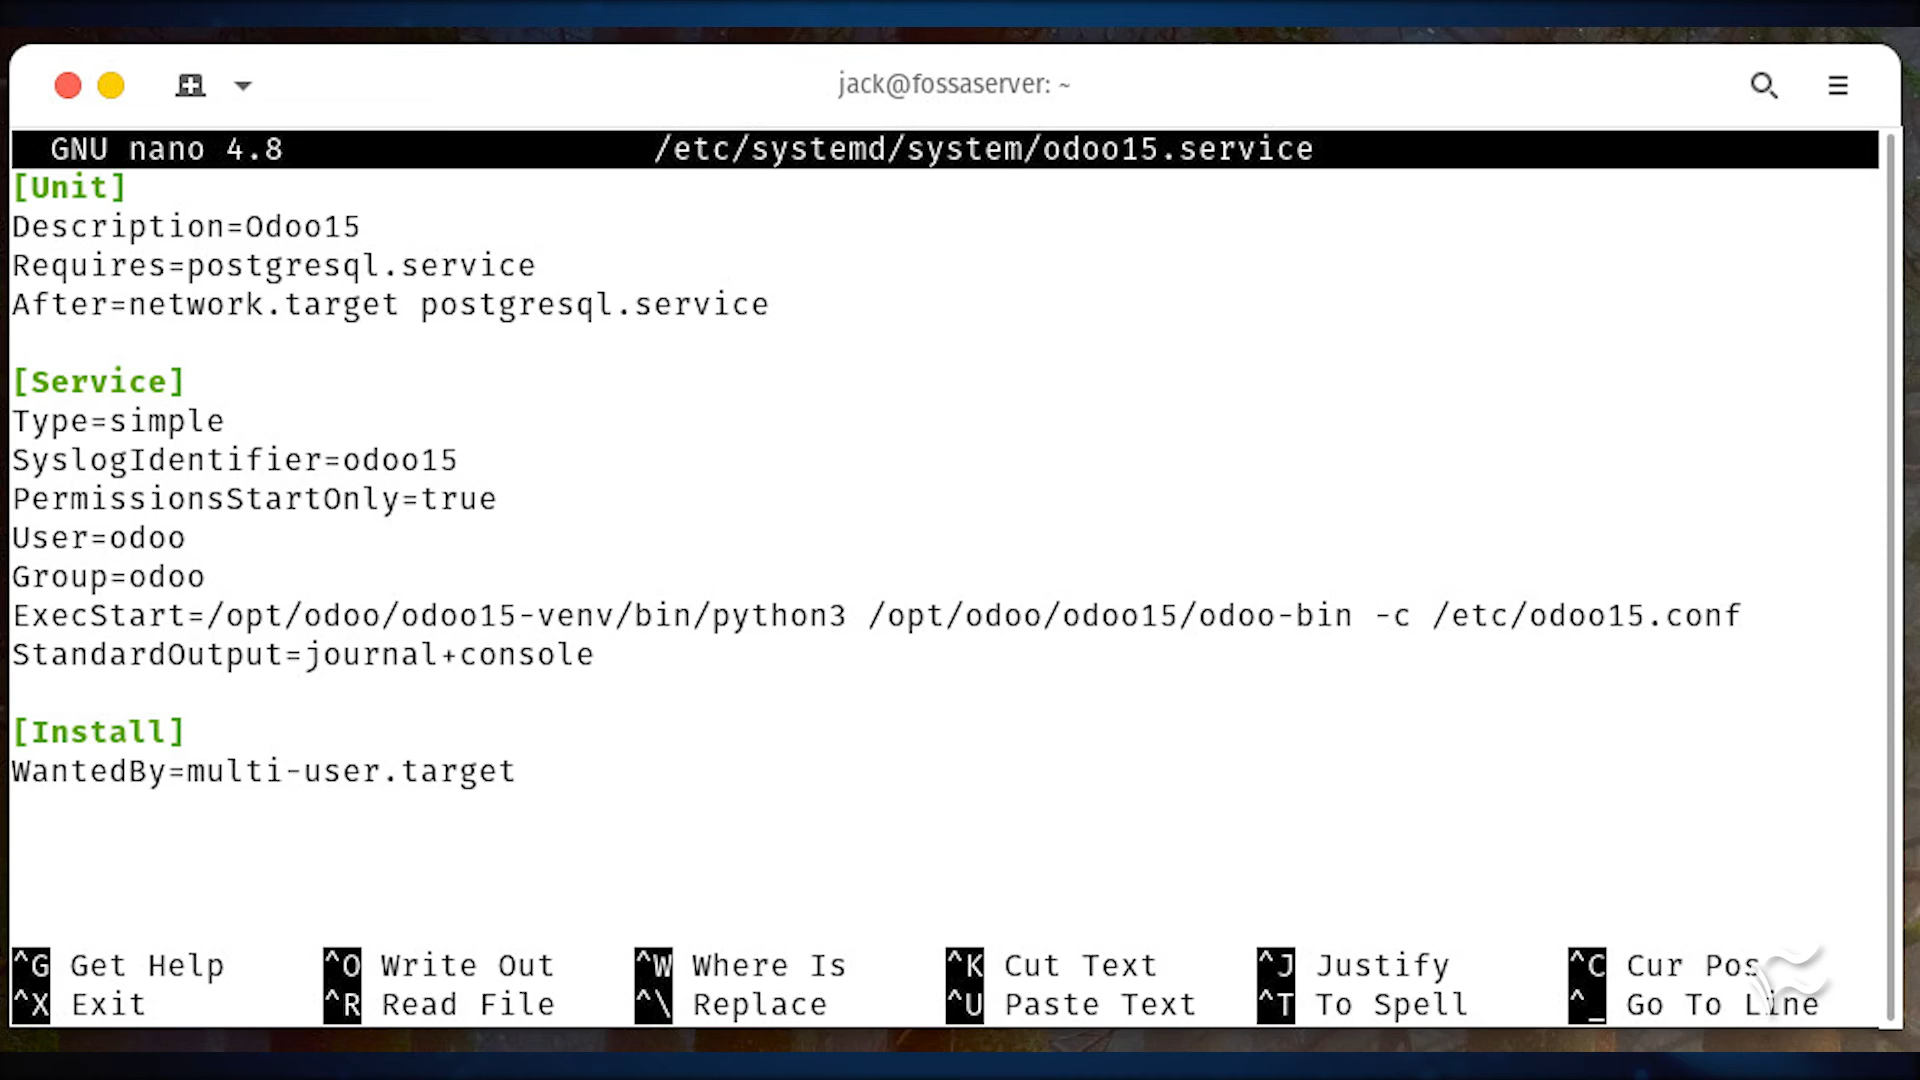 jack@fossaserver: ~
GNU nano 4.8 /etc/systemd/system/odoo15.service
[Unit]
Description=Odoo15
Requires=postgresql.service
After=network.target postgresql.service
[Service]
Type=simple
SyslogIdentifier=odoo15
PermissionsStartOnly=true
User=odoo
Group=odoo
ExecStart=/opt/odoo/odoo15-venv/bin/python3 /opt/odoo/odoo15/odoo-bin -c /etc/odoo15.conf
StandardOutput=journal+console
[Install]
WantedBy=multi-user.target
^G Get Help ^O Write Out ^W Where Is ^K Cut Text ^J Justify ^C Cur Pos
^X Exit ^R Read File ^\ Replace ^U Paste Text ^T To Spell ^_ Go To Line